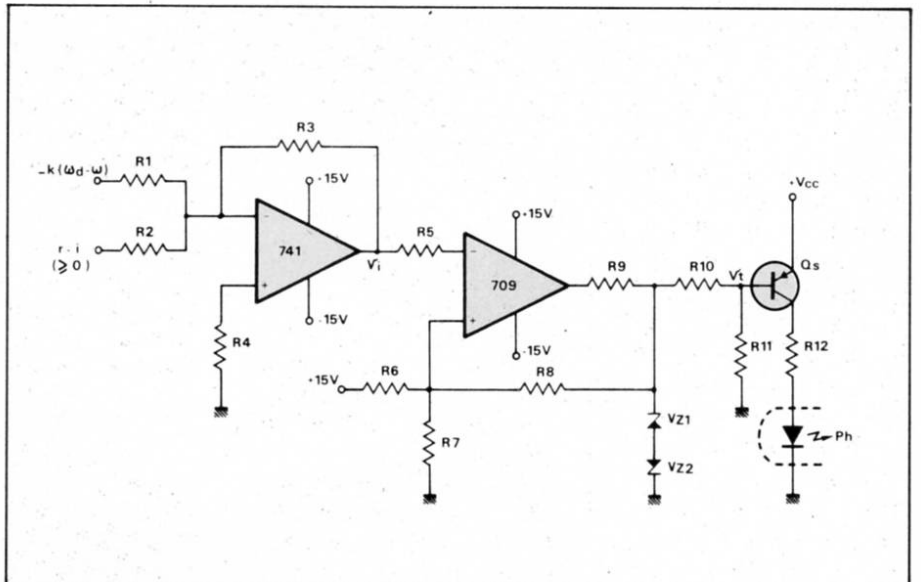 R3
-15V
-k(ωd-ω)
R1
r.i
(≥0)
R2
-
741
+
-15V
R4
Vi
R5
+15V
-
709
+
-15V
+15V
R6
R7
R8
R9
R10
Vt
R11
+Vcc
Qs
R12
VZ1
VZ2
Ph